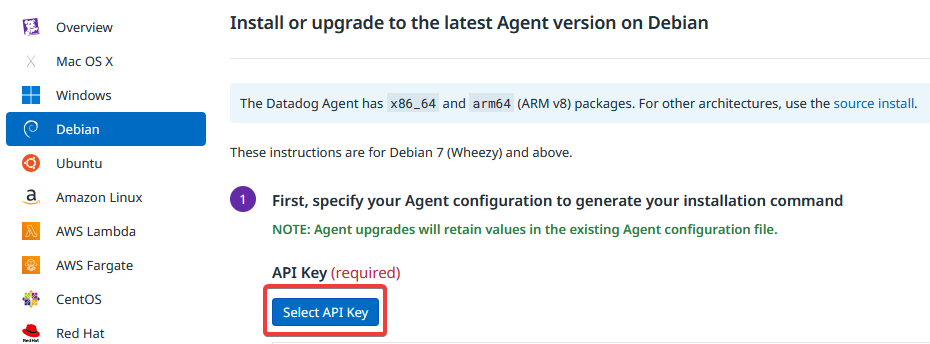 Overview
Mac OS X
Windows
Debian
Ubuntu
Amazon Linux
AWS Lambda
AWS Fargate
CentOS
Red Hat
Red Hat
Install or upgrade to the latest Agent version on Debian
The Datadog Agent has x86_64 and arm64 (ARM v8) packages. For other architectures, use the source install.
These instructions are for Debian 7 (Wheezy) and above.
1 First, specify your Agent configuration to generate your installation command
NOTE: Agent upgrades will retain values in the existing Agent configuration file.
API Key (required)
Select API Key